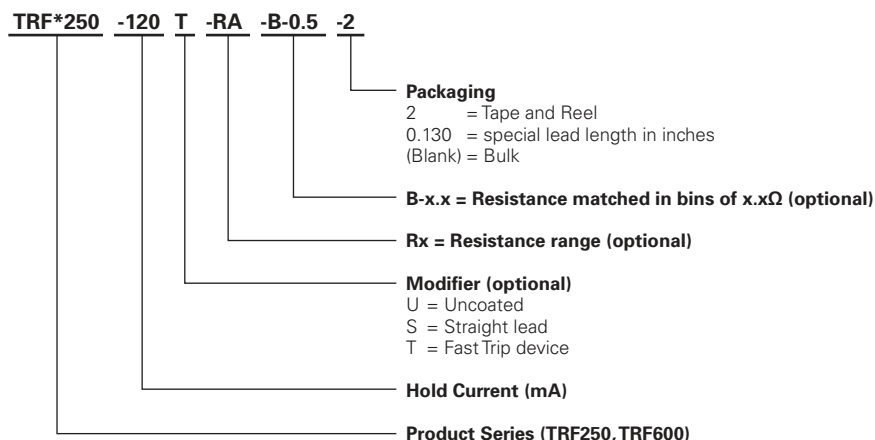 TRF*250 -120 T -RA -B-0.5 -2
Packaging
2 = Tape and Reel
0.130 = special lead length in inches
(Blank) = Bulk
B-x.x = Resistance matched in bins of x.xΩ (optional)
Rx = Resistance range (optional)
Modifier (optional)
U = Uncoated
S = Straight lead
T = Fast Trip device
Hold Current (mA)
Product Series (TRF250, TRF600)